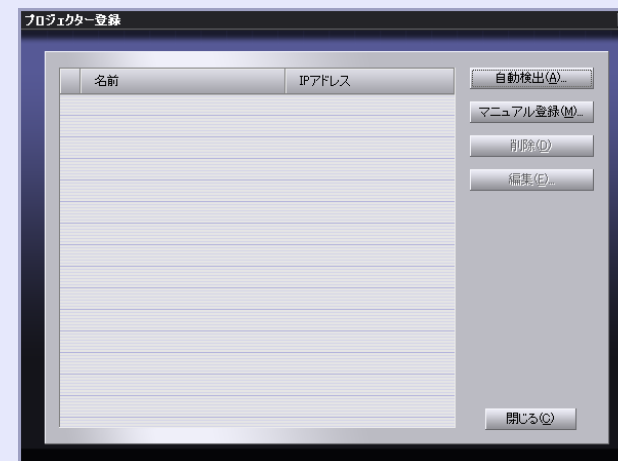 プロジェクター登録
名前 IPアドレス
自動検出(A)...
マニュアル登録(M)...
削除(D)
編集(E)...
閉じる(C)